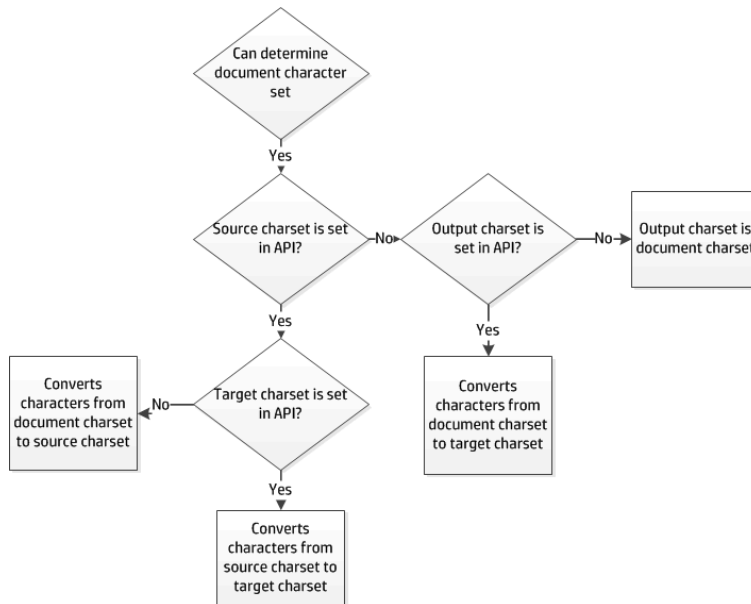 Can determine
document character
set
Yes
Source charset is set
in API?
No
Output charset is
set in API?
No
Output charset is
document charset
Yes
Yes
Converts
characters from
document charset
to source charset
No
Target charset is set
in API?
Converts
characters from
document charset
to target charset
Yes
Converts
characters from
source charset to
target charset